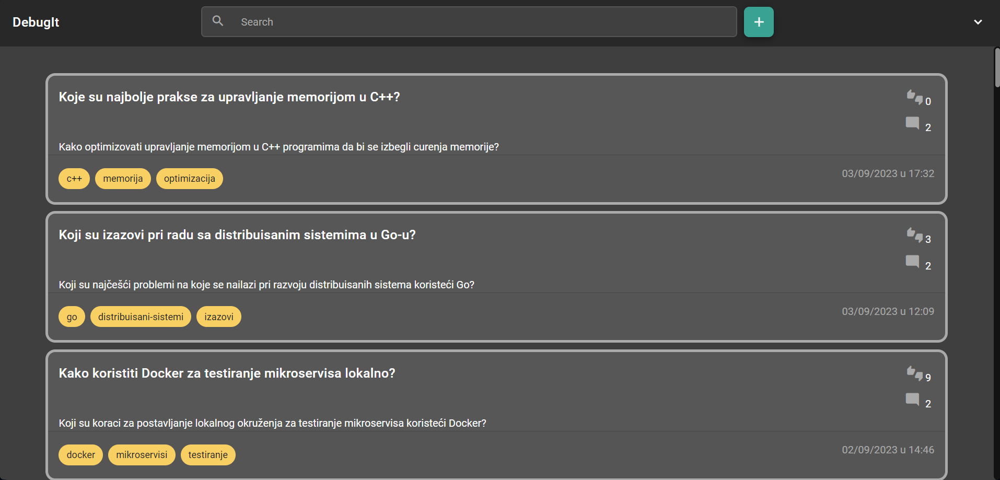 DebugIt
Search
Koje su najbolje prakse za upravljanje memorijom u C++?
0
2
Kako optimizovati upravljanje memorijom u C++ programima da bi se izbegli curenja memorije?
c++ memorija optimizacija
03/09/2023 u 17:32
Koji su izazovi pri radu sa distribuisanim sistemima u Go-u?
3
2
Koji su najčešći problemi na koje se nailazi pri razvoju distribuisanih sistema koristeći Go?
go distribuisani-sistemi izazovi
03/09/2023 u 12:09
Kako koristiti Docker za testiranje mikroservisa lokalno?
9
2
Koji su koraci za postavljanje lokalnog okruženja za testiranje mikroservisa koristeći Docker?
docker mikroservisi testiranje
02/09/2023 u 14:46